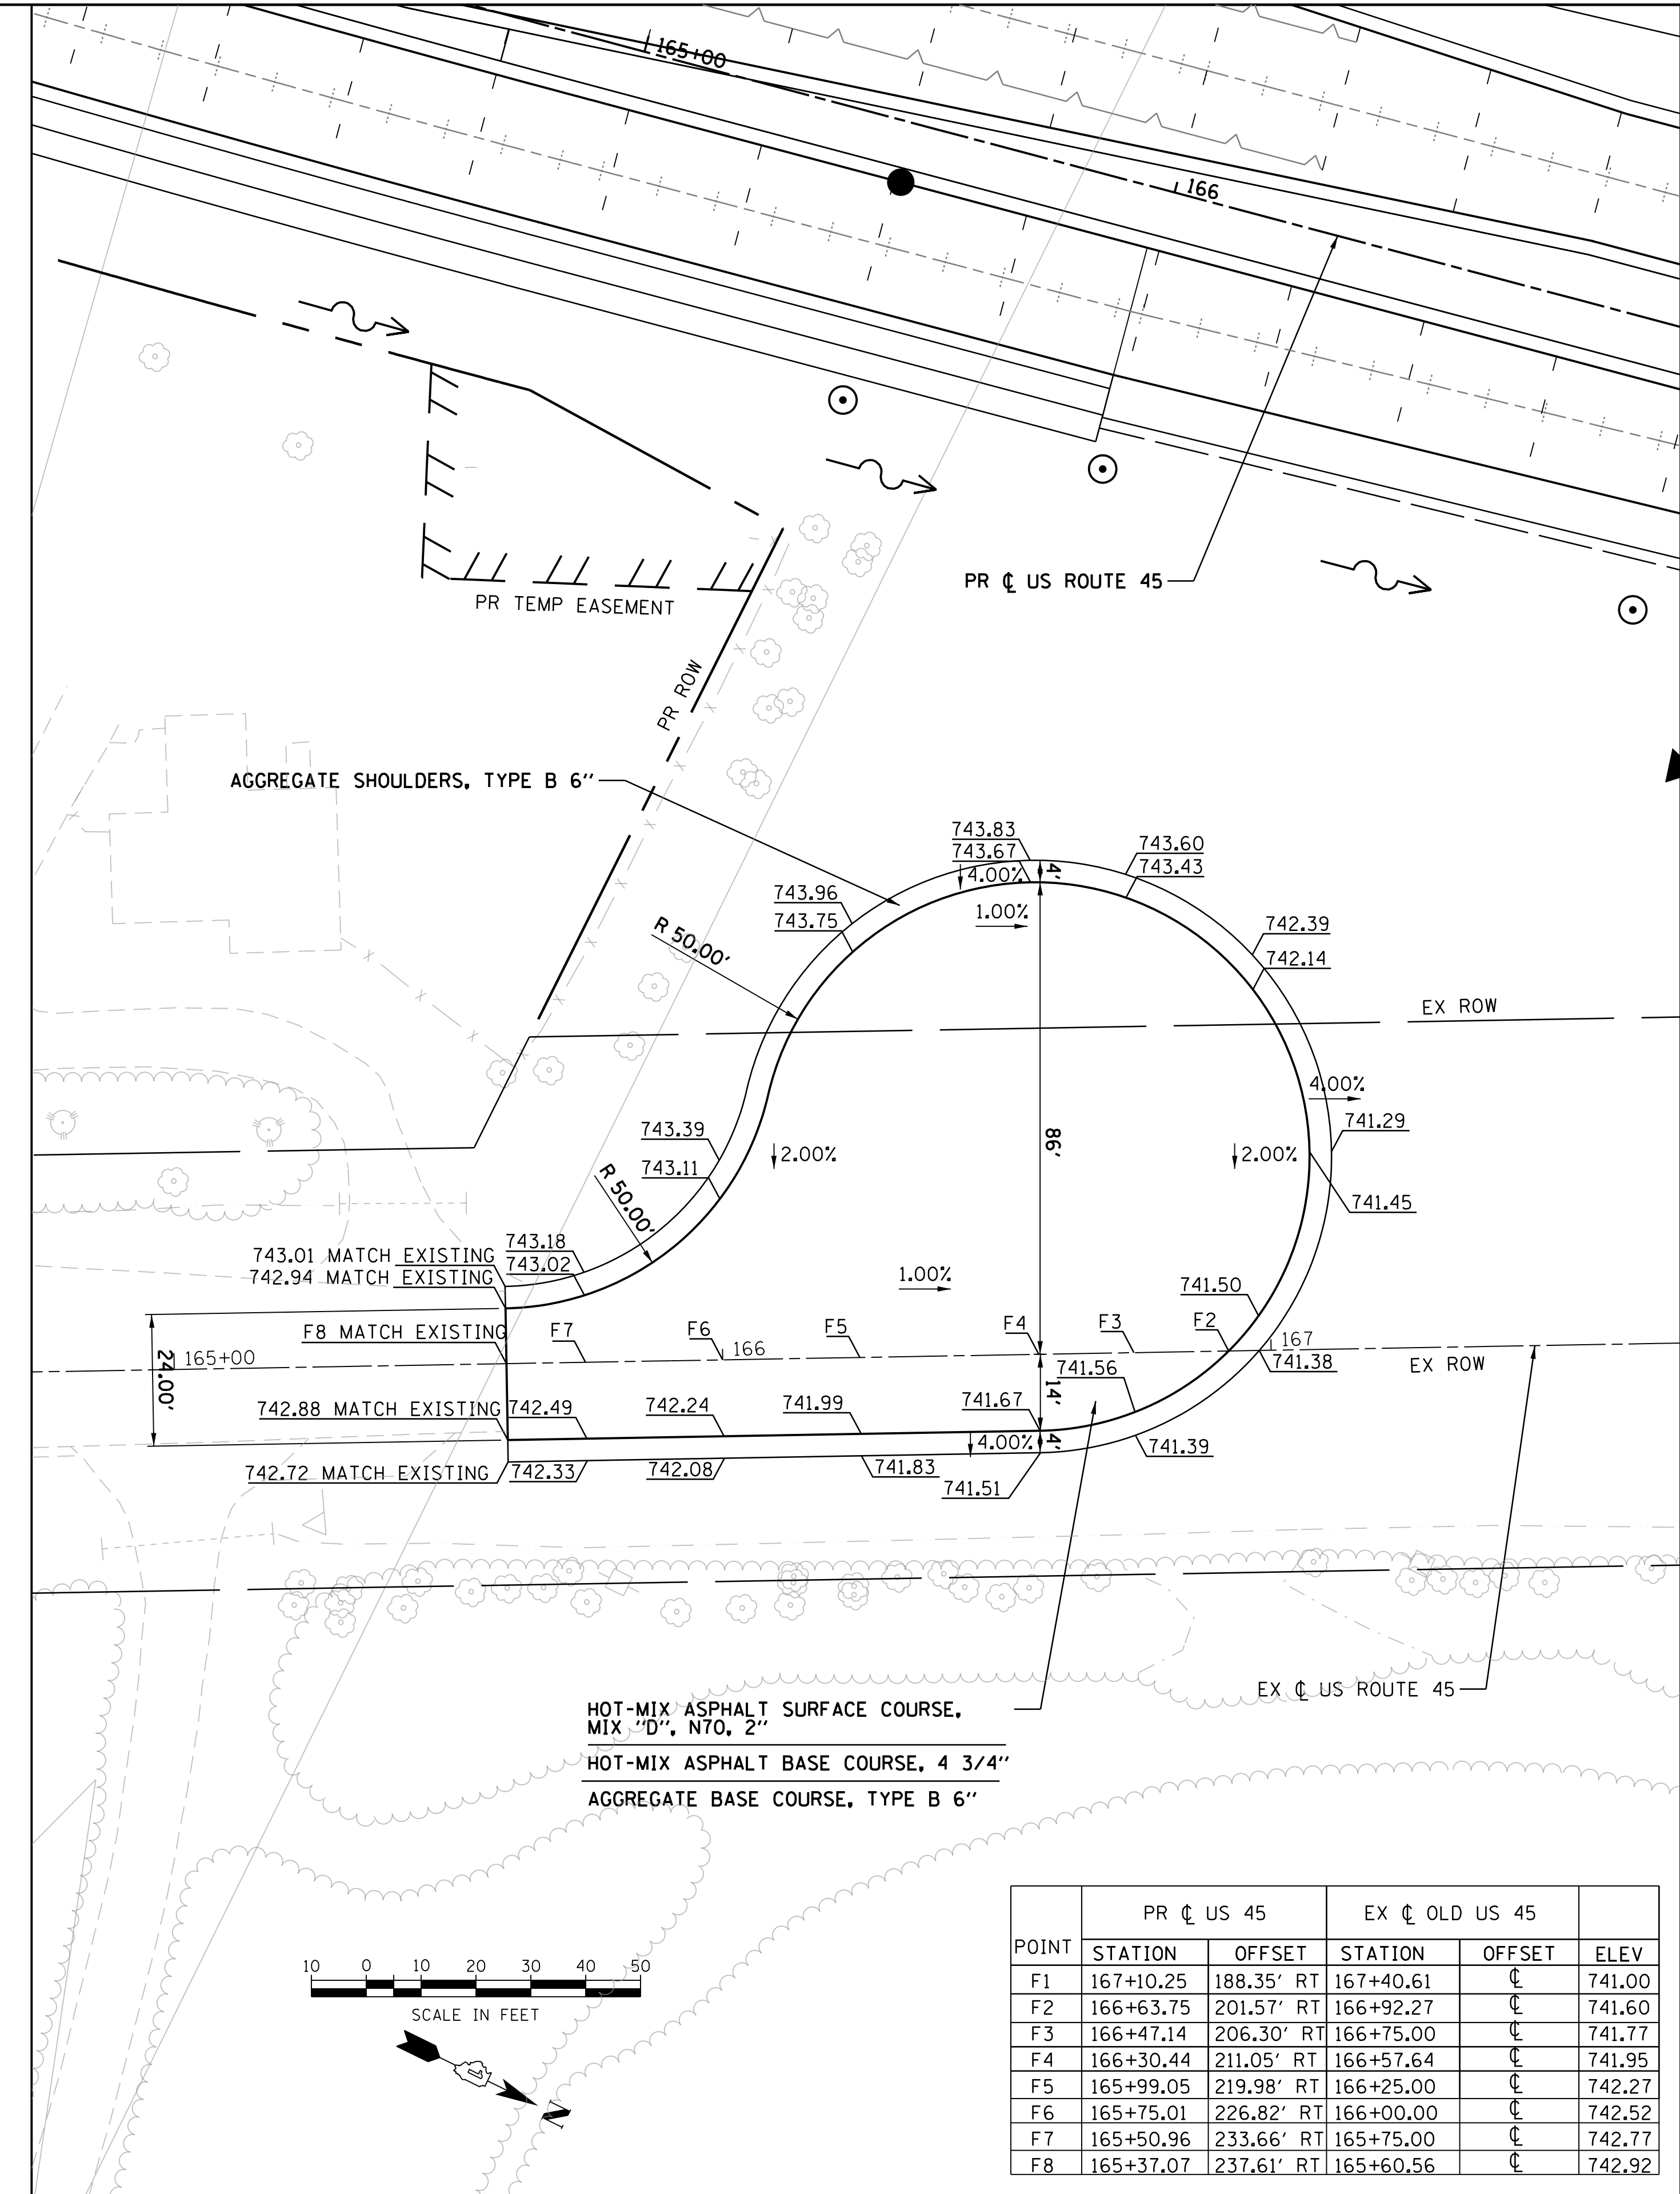 165+00
166
PR ℄ US ROUTE 45
PR TEMP EASEMENT
PR ROW
AGGREGATE SHOULDERS, TYPE B 6''
743.83
743.67
4.00%
4'
743.60
743.43
743.96
743.75
1.00%
R 50.00'
742.39
742.14
EX ROW
4.00%
741.29
743.39
743.11
2.00%
86'
2.00%
741.45
R 50.00'
743.01 MATCH EXISTING
743.18
742.94 MATCH EXISTING
743.02
1.00%
741.50
F8 MATCH EXISTING
F7
F6
F5
F4
F3
F2
165+00
166
167
741.38
EX ROW
24.00'
741.56
14'
742.88 MATCH EXISTING
742.49
742.24
741.99
741.67
4.00%
4'
741.39
742.72 MATCH EXISTING
742.33
742.08
741.83
741.51
EX ℄ US ROUTE 45
HOT-MIX ASPHALT SURFACE COURSE,
MIX "D", N70, 2''
HOT-MIX ASPHALT BASE COURSE, 4 3/4''
AGGREGATE BASE COURSE, TYPE B 6''
10 0 10 20 30 40 50
SCALE IN FEET
N
PR ℄ US 45 EX ℄ OLD US 45
POINT STATION OFFSET STATION OFFSET ELEV
F1 167+10.25 188.35' RT 167+40.61 ℄ 741.00
F2 166+63.75 201.57' RT 166+92.27 ℄ 741.60
F3 166+47.14 206.30' RT 166+75.00 ℄ 741.77
F4 166+30.44 211.05' RT 166+57.64 ℄ 741.95
F5 165+99.05 219.98' RT 166+25.00 ℄ 742.27
F6 165+75.01 226.82' RT 166+00.00 ℄ 742.52
F7 165+50.96 233.66' RT 165+75.00 ℄ 742.77
F8 165+37.07 237.61' RT 165+60.56 ℄ 742.92